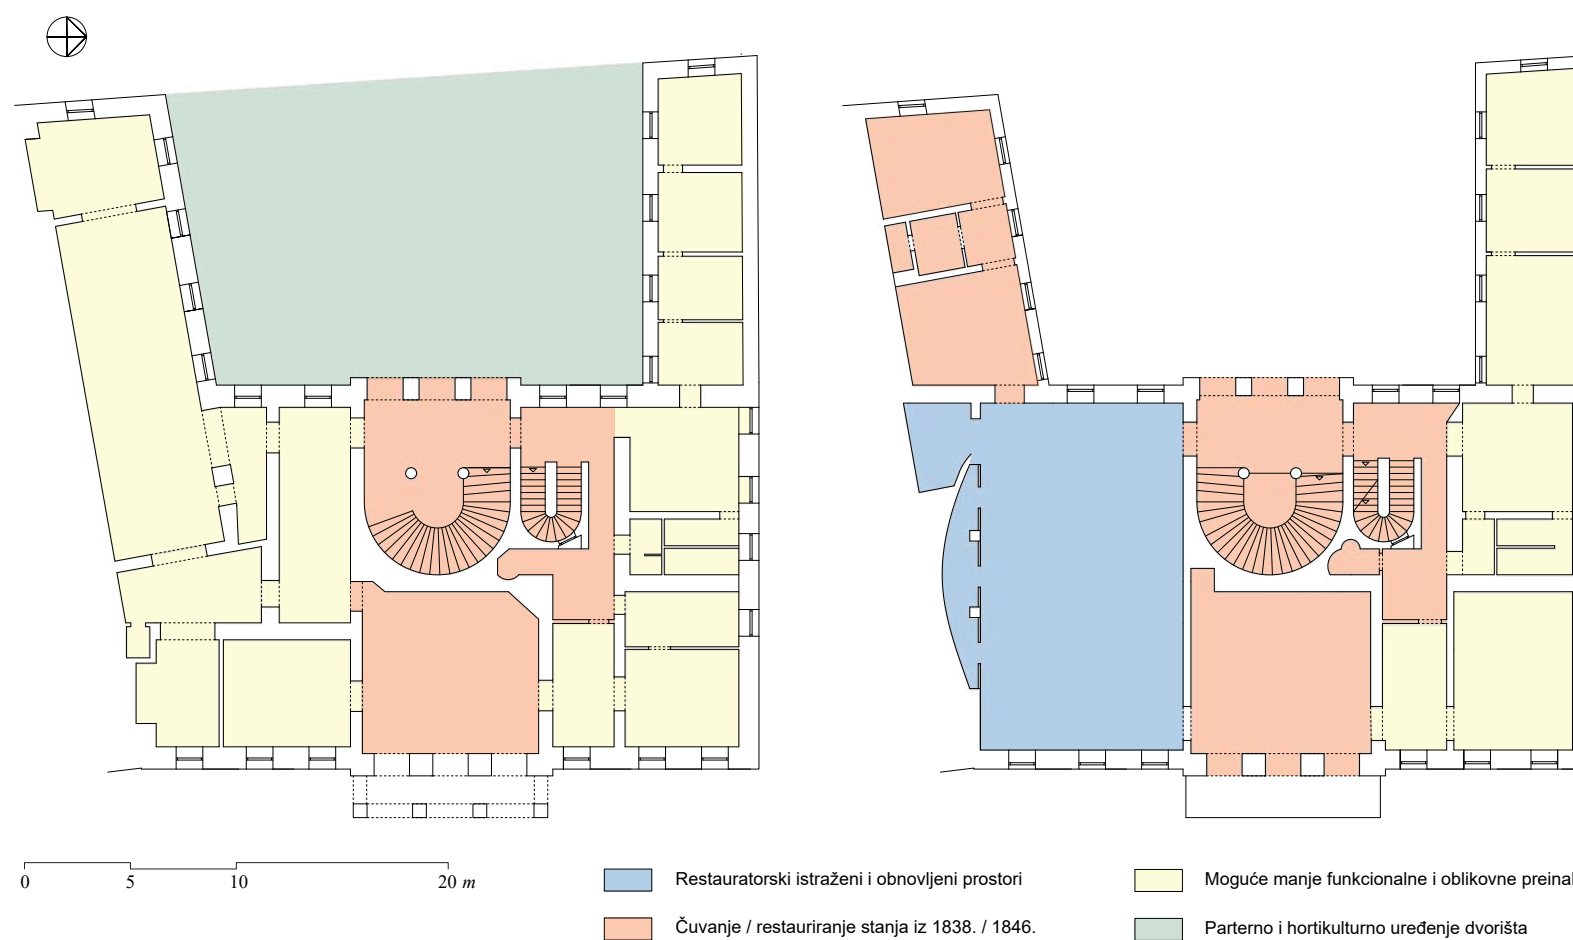 0 5 10 20 m
Restauratorski istraženi i obnovljeni prostori
Čuvanje / restauriranje stanja iz 1838. / 1846.
Moguće manje funkcionalne i oblikovne
Parterno i hortikulturno uređenje dvorišta